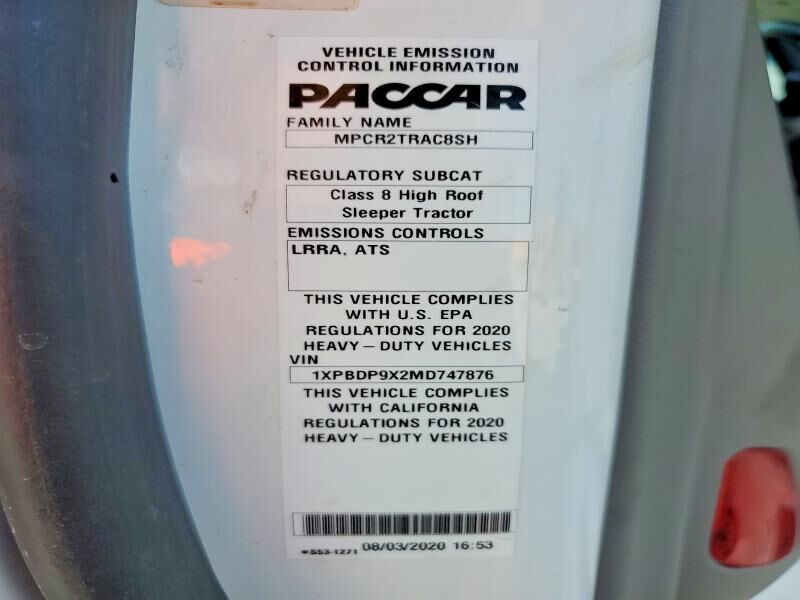 VEHICLE EMISSION
CONTROL INFORMATION
PACCAR
FAMILY NAME
MPCR2TRAC8SH
REGULATORY SUBCAT
Class 8 High Roof
Sleeper Tractor
EMISSIONS CONTROLS
LRRA, ATS
THIS VEHICLE COMPLIES
WITH U.S. EPA
REGULATIONS FOR 2020
HEAVY-DUTY VEHICLES
VIN
1XPBDP9X2MD747876
THIS VEHICLE COMPLIES
WITH CALIFORNIA
REGULATIONS FOR 2020
HEAVY-DUTY VEHICLES
*S53-1271 08/03/2020 16:53